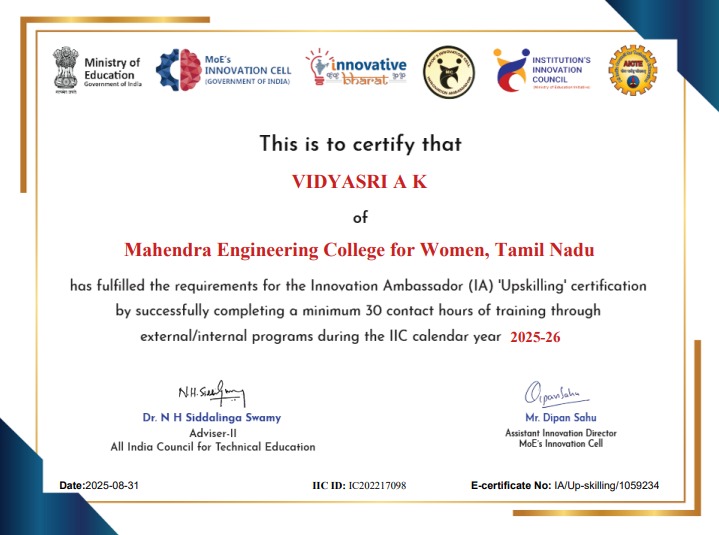 Ministry of
Education
Government of India
MoE's
INNOVATION CELL
(GOVERNMENT OF INDIA)
innovative
bharat
INSTITUTION'S
INNOVATION
COUNCIL
(Ministry of Education Initiative)
AICTE
This is to certify that
VIDYASRI A K
of
Mahendra Engineering College for Women, Tamil Nadu
has fulfilled the requirements for the Innovation Ambassador (IA) 'Upskilling' certification
by successfully completing a minimum 30 contact hours of training through
external/internal programs during the IIC calendar year 2025-26
N.H. Siddalinga Swamy
Dipan Sahu
Dr. N H Siddalinga Swamy
Adviser-II
All India Council for Technical Education
Mr. Dipan Sahu
Assistant Innovation Director
MoE's Innovation Cell
Date:2025-08-31
IIC ID: IC202217098
E-certificate No: IA/Up-skilling/1059234